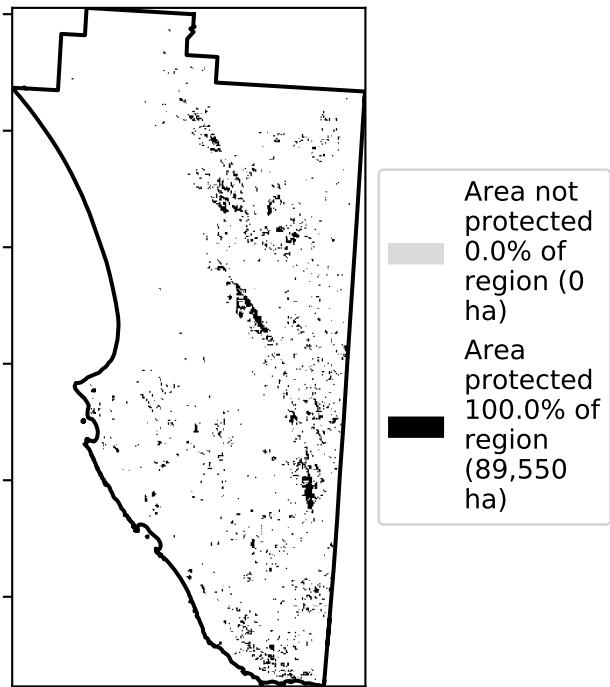 Area not
protected
0.0% of
region (0
ha)
Area
protected
100.0% of
region
(89,550
ha)